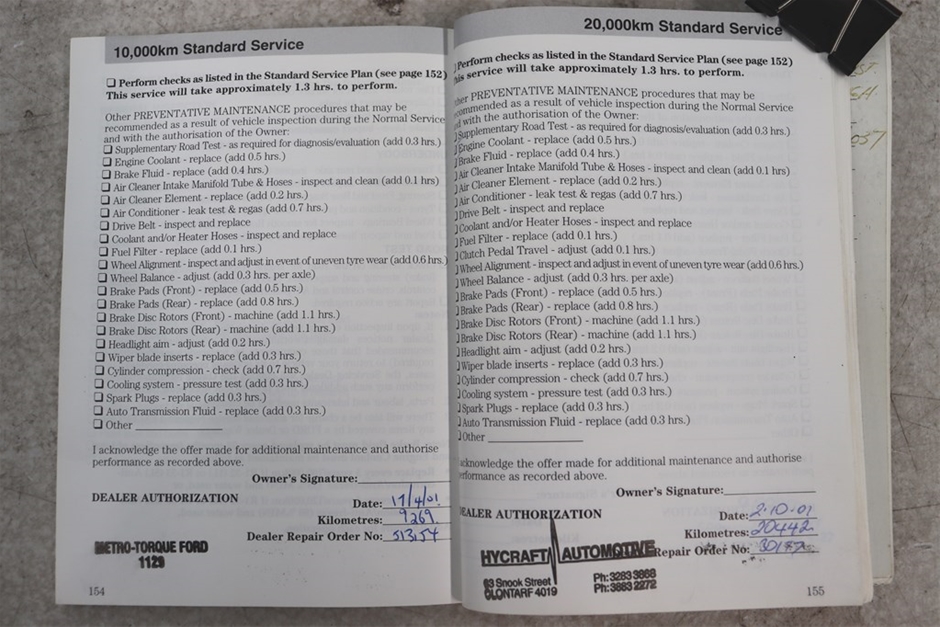 10,000km Standard Service
Perform checks as listed in the Standard Service Plan (see page 152)
This service will take approximately 1.3 hrs. to perform.
Other PREVENTATIVE MAINTENANCE procedures that may be
recommended as a result of vehicle inspection during the Normal Service
and with the authorisation of the Owner:
Supplementary Road Test - as required for diagnosis/evaluation (add 0.3 hrs.)
Engine Coolant - replace (add 0.5 hrs.)
Brake Fluid - replace (add 0.4 hrs.)
Air Cleaner Intake Manifold Tube & Hoses - inspect and clean (add 0.1 hrs)
Air Cleaner Element - replace (add 0.2 hrs.)
Air Conditioner - leak test & regas (add 0.7 hrs.)
Drive Belt - inspect and replace
Coolant and/or Heater Hoses - inspect and replace
Fuel Filter - replace (add 0.1 hrs.)
Wheel Alignment - inspect and adjust in event of uneven tyre wear (add 0.6 hrs.)
Wheel Balance - adjust (add 0.3 hrs. per axle)
Brake Pads (Front) - replace (add 0.5 hrs.)
Brake Pads (Rear) - replace (add 0.8 hrs.)
Brake Disc Rotors (Front) - machine (add 1.1 hrs.)
Brake Disc Rotors (Rear) - machine (add 1.1 hrs.)
Headlight aim - adjust (add 0.2 hrs.)
Wiper blade inserts - replace (add 0.3 hrs.)
Cylinder compression - check (add 0.7 hrs.)
Cooling system - pressure test (add 0.3 hrs.)
Spark Plugs - replace (add 0.3 hrs.)
Auto Transmission Fluid - replace (add 0.3 hrs.)
Other
I acknowledge the offer made for additional maintenance and authorise
performance as recorded above.
Owner's Signature:
DEALER AUTHORIZATION
Date: 17/4/01
Kilometres: 9269
Dealer Repair Order No: 513154
METRO-TORQUE FORD
1129
154
20,000km Standard Service
Perform checks as listed in the Standard Service Plan (see page 152)
This service will take approximately 1.3 hrs. to perform.
Other PREVENTATIVE MAINTENANCE procedures that may be
recommended as a result of vehicle inspection during the Normal Service
and with the authorisation of the Owner:
Supplementary Road Test - as required for diagnosis/evaluation (add 0.3 hrs.)
Engine Coolant - replace (add 0.5 hrs.)
Brake Fluid - replace (add 0.4 hrs.)
Air Cleaner Intake Manifold Tube & Hoses - inspect and clean (add 0.1 hrs)
Air Cleaner Element - replace (add 0.2 hrs.)
Air Conditioner - leak test & regas (add 0.7 hrs.)
Drive Belt - inspect and replace
Coolant and/or Heater Hoses - inspect and replace
Fuel Filter - replace (add 0.1 hrs.)
Clutch Pedal Travel - adjust (add 0.1 hrs.)
Wheel Alignment - inspect and adjust in event of uneven tyre wear (add 0.6 hrs.)
Wheel Balance - adjust (add 0.3 hrs. per axle)
Brake Pads (Front) - replace (add 0.5 hrs.)
Brake Pads (Rear) - replace (add 0.8 hrs.)
Brake Disc Rotors (Front) - machine (add 1.1 hrs.)
Brake Disc Rotors (Rear) - machine (add 1.1 hrs.)
Headlight aim - adjust (add 0.2 hrs.)
Wiper blade inserts - replace (add 0.3 hrs.)
Cylinder compression - check (add 0.7 hrs.)
Cooling system - pressure test (add 0.3 hrs.)
Spark Plugs - replace (add 0.3 hrs.)
Auto Transmission Fluid - replace (add 0.3 hrs.)
Other
acknowledge the offer made for additional maintenance and authorise
performance as recorded above.
Owner's Signature:
DEALER AUTHORIZATION
Date: 2-10-01
Kilometres: 20442
Repair Order No:
HYCRAFT AUTOMOTIVE
63 Snook Street
CLONTARF 4019
Ph: 3283 3668
Ph: 3883 2272
155